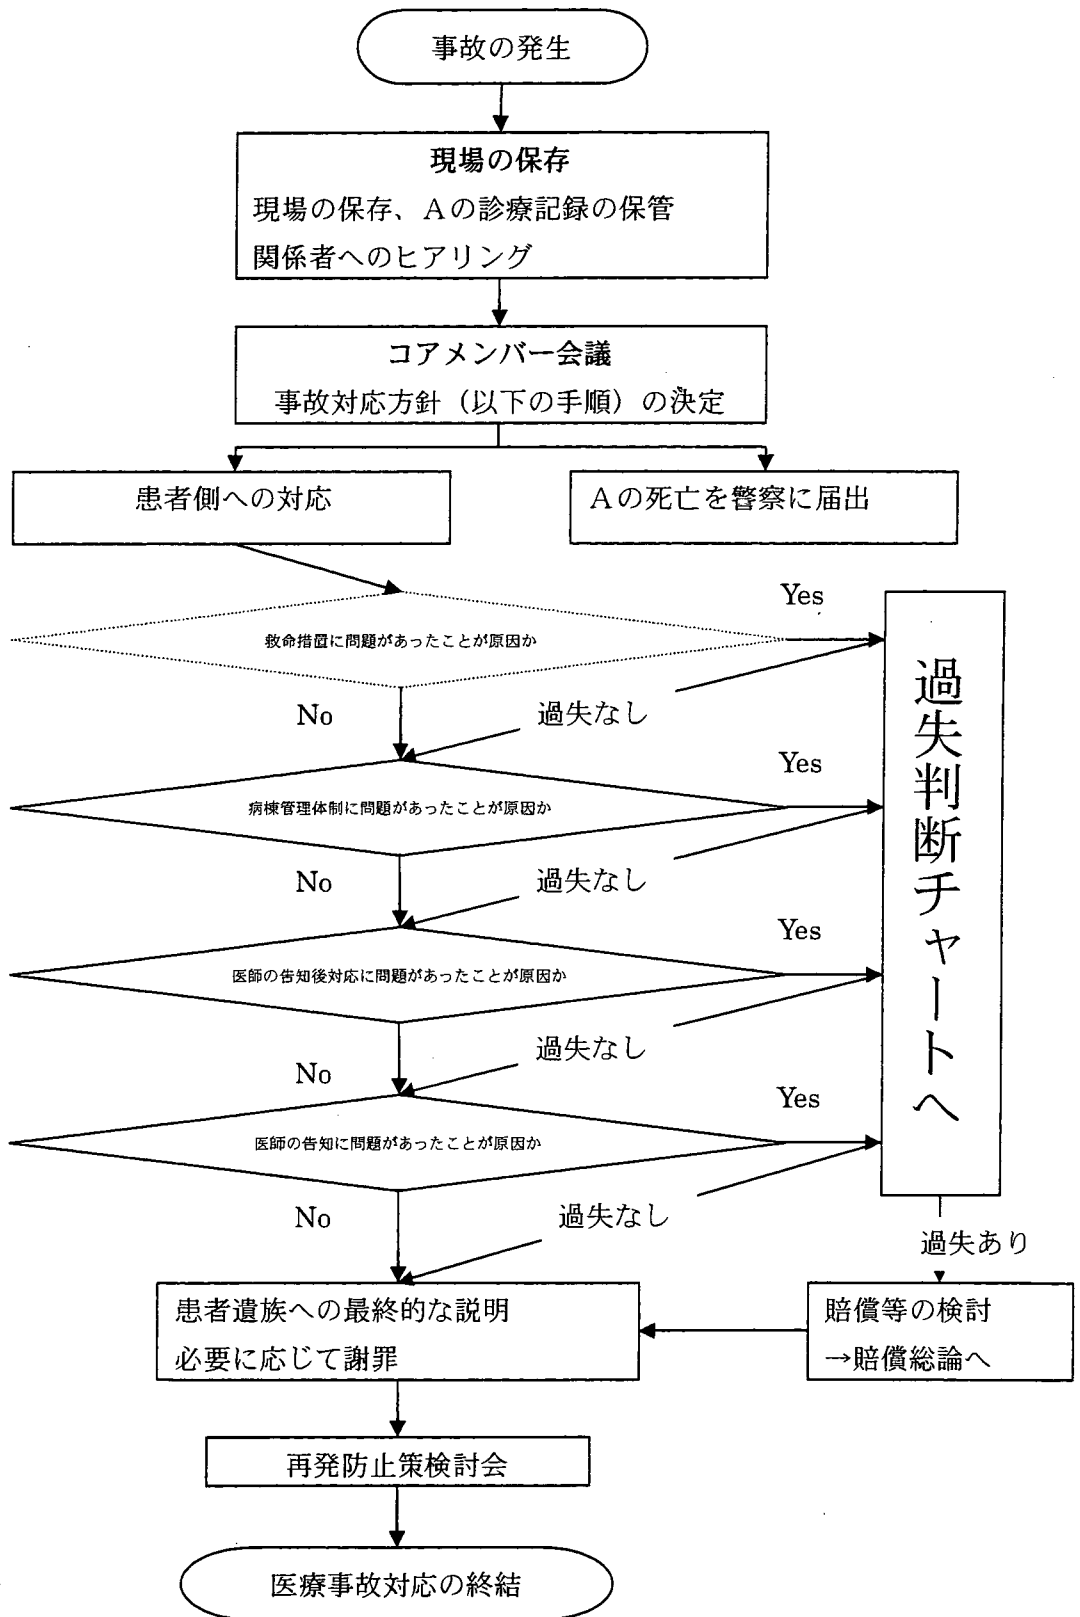 事故の発生
現場の保存
現場の保存、Aの診療記録の保管
関係者へのヒアリング
コアメンバー会議
事故対応方針（以下の手順）の決定
患者側への対応
Aの死亡を警察に届出
Yes
救命措置に問題があったことが原因か
過失判断チャートへ
No
過失なし
Yes
病棟管理体制に問題があったことが原因か
No
過失なし
Yes
医師の告知後対応に問題があったことが原因か
No
過失なし
Yes
医師の告知に問題があったことが原因か
No
過失なし
過失あり
患者遺族への最終的な説明
必要に応じて謝罪
賠償等の検討
→賠償総論へ
再発防止策検討会
医療事故対応の終結